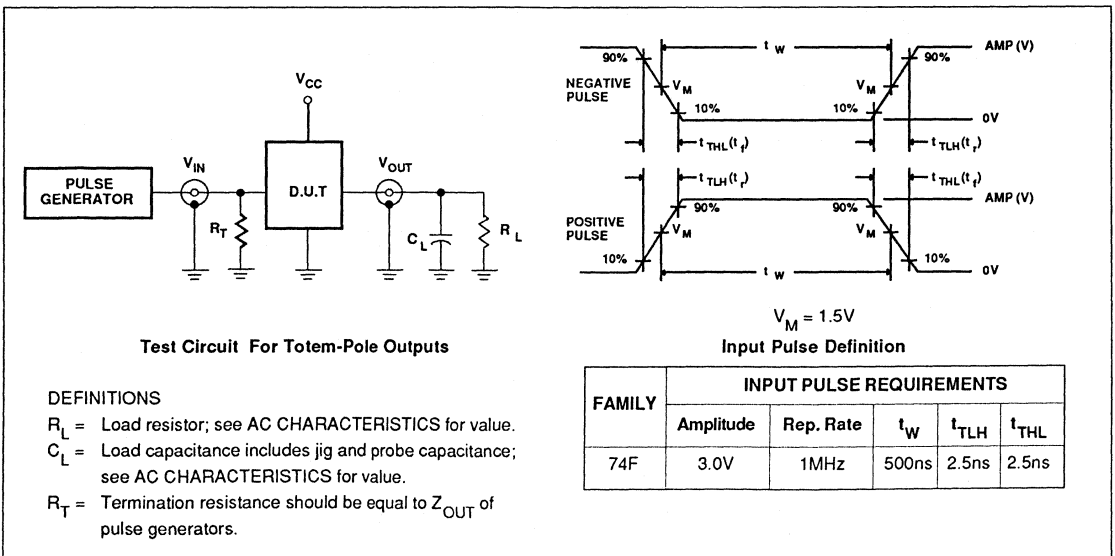 V_CC
V_IN
V_OUT
PULSE
GENERATOR
D.U.T
R_T
C_L
R_L
Test Circuit For Totem-Pole Outputs
DEFINITIONS
R_L = Load resistor; see AC CHARACTERISTICS for value.
C_L = Load capacitance includes jig and probe capacitance;
see AC CHARACTERISTICS for value.
R_T = Termination resistance should be equal to Z_OUT of
pulse generators.
t_W
AMP (V)
90%
90%
NEGATIVE
PULSE
V_M
V_M
10%
10%
0V
t_THL(t_f)
t_TLH(t_r)
t_TLH(t_r)
t_THL(t_f)
AMP (V)
90%
90%
POSITIVE
PULSE
V_M
V_M
10%
10%
t_W
0V
V_M = 1.5V
Input Pulse Definition
FAMILY
INPUT PULSE REQUIREMENTS
Amplitude Rep. Rate t_W t_TLH t_THL
74F 3.0V 1MHz 500ns 2.5ns 2.5ns